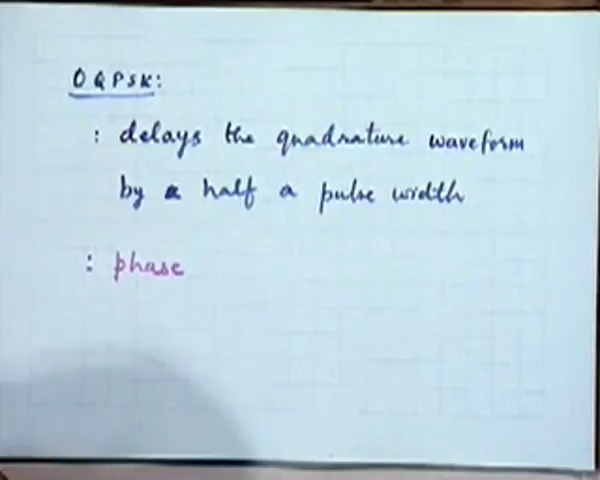 OQPSK:
: delays the quadrature waveform
by a half a pulse width
: phase